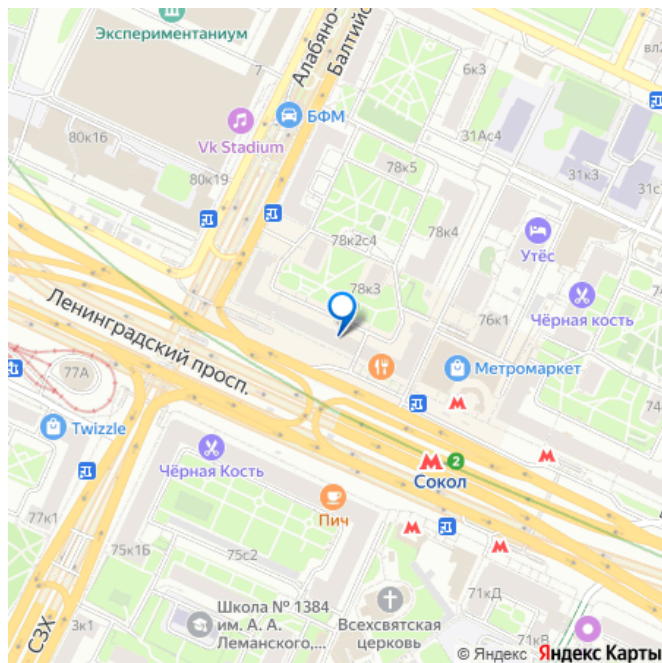 Экспериментаниум
Алабяно-
Балтийс
7
6к3
БФМ
Vk Stadium
80к16
80к19
78к5
31Ас4
31к3
78к2с4
78к4
Утёс
78к3
Чёрная кость
76к1
Ленинградский просп.
77А
Метромаркет
Twizzle
Чёрная Кость
2
Сокол
Пич
77к1
75к1Б
75с2
71кД
Школа № 1384
им. А. А.
Леманского,...
Всехсвятская
церковь
71кВ
3к1
СЗХ
© Яндекс Яндекс Карты